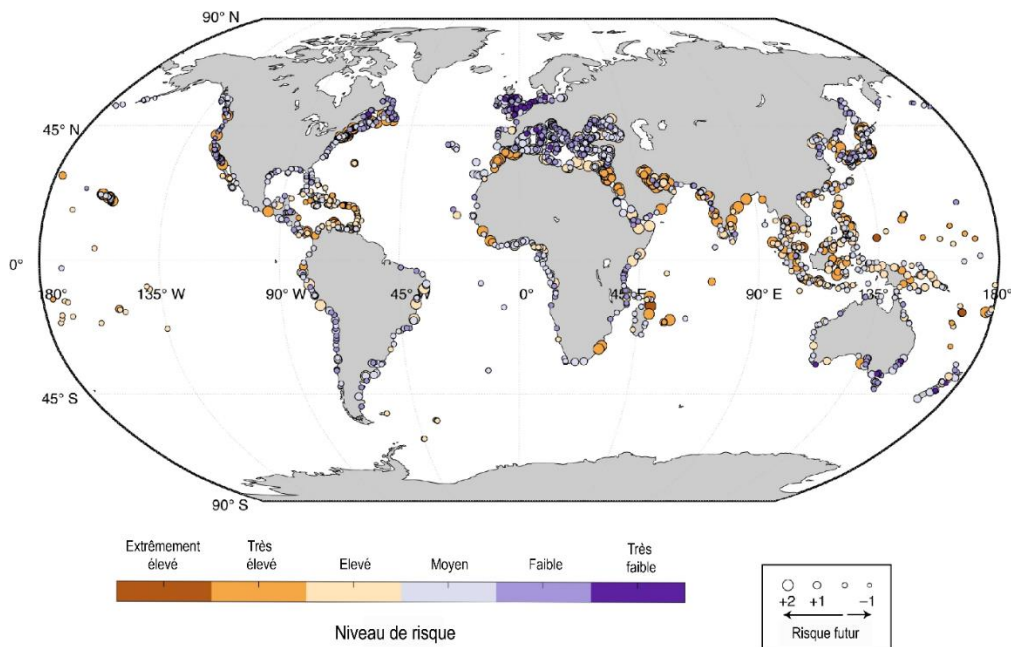 90° N
45° N
0°
180°
135° W
90° W
45° W
0°
45° E
90° E
135° E
180°
45° S
90° S
Extrêmement
élevé
Très
élevé
Elevé
Moyen
Faible
Très
faible
Niveau de risque
+2 +1 −1
Risque futur